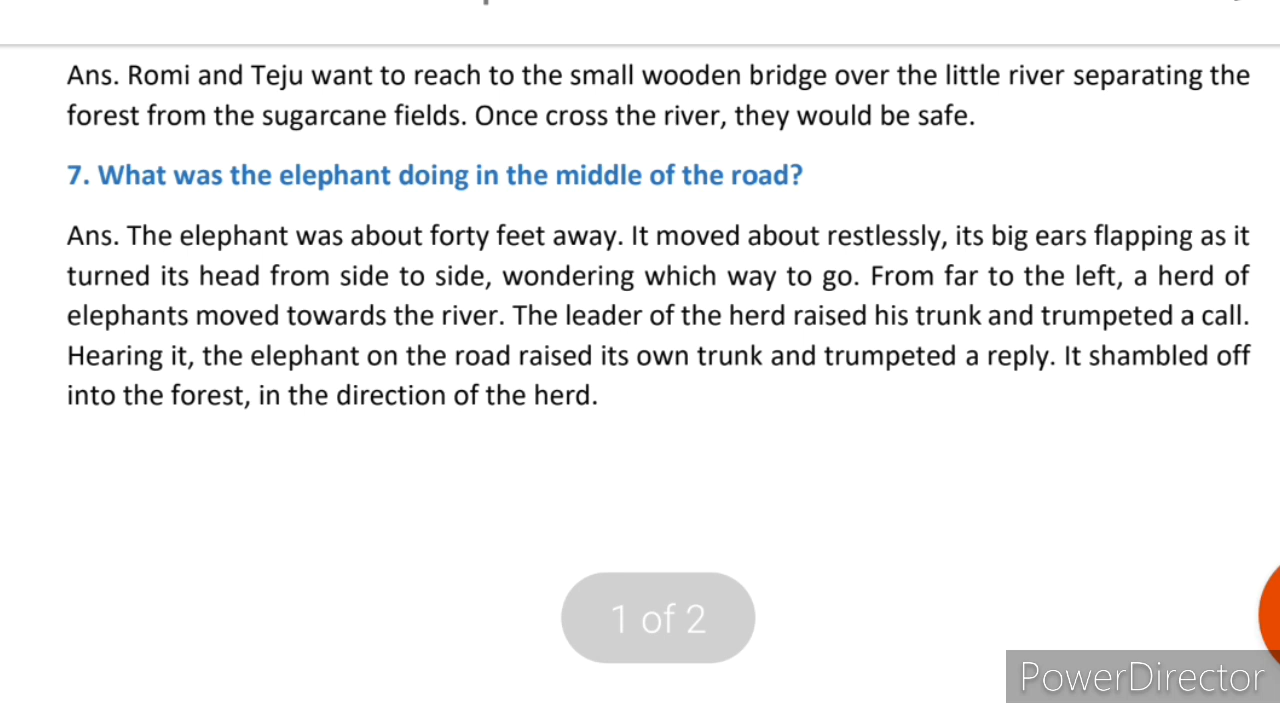 Ans. Romi and Teju want to reach to the small wooden bridge over the little river separating the
forest from the sugarcane fields. Once cross the river, they would be safe.
7. What was the elephant doing in the middle of the road?
Ans. The elephant was about forty feet away. It moved about restlessly, its big ears flapping as it
turned its head from side to side, wondering which way to go. From far to the left, a herd of
elephants moved towards the river. The leader of the herd raised his trunk and trumpeted a call.
Hearing it, the elephant on the road raised its own trunk and trumpeted a reply. It shambled off
into the forest, in the direction of the herd.
1 of 2
PowerDirector